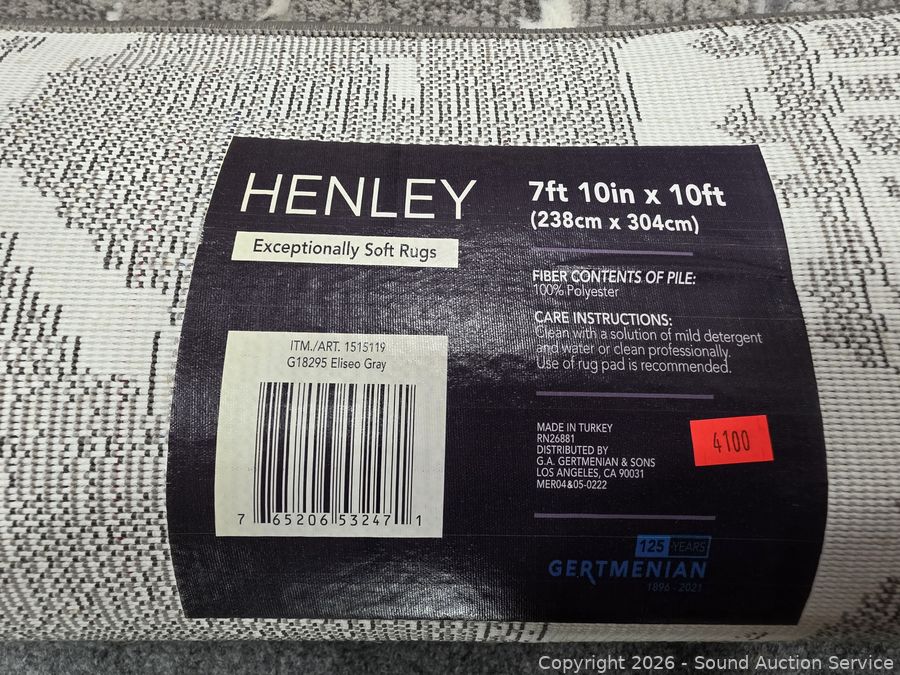 HENLEY
Exceptionally Soft Rugs
ITM./ART. 1515119
G18295 Eliseo Gray
7 65206 53247 1
7ft 10in x 10ft
(238cm x 304cm)
FIBER CONTENTS OF PILE:
100% Polyester
CARE INSTRUCTIONS:
Clean with a solution of mild detergent
and water or clean professionally.
Use of rug pad is recommended.
MADE IN TURKEY
RN26881
DISTRIBUTED BY
G.A. GERTMENIAN & SONS
LOS ANGELES, CA 90031
MER04&05-0222
4100
125 YEARS
GERTMENIAN
1896 - 2021
Copyright 2026 - Sound Auction Service